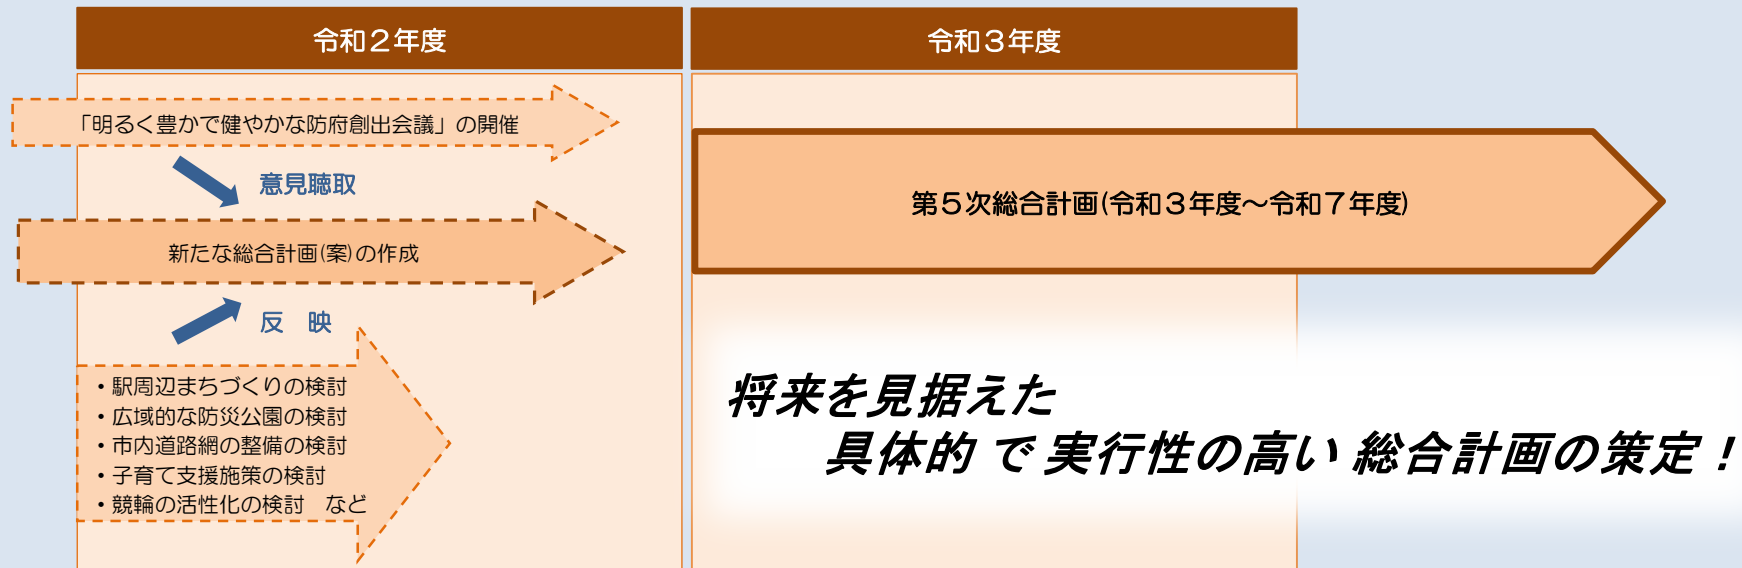 令和２年度
令和３年度
「明るく豊かで健やかな防府創出会議」の開催
意見聴取
新たな総合計画(案)の作成
反　映
・駅周辺まちづくりの検討
・広域的な防災公園の検討
・市内道路網の整備の検討
・子育て支援施策の検討
・競輪の活性化の検討　など
第５次総合計画(令和３年度～令和７年度)
将来を見据えた
具体的 で 実行性の高い 総合計画の策定！